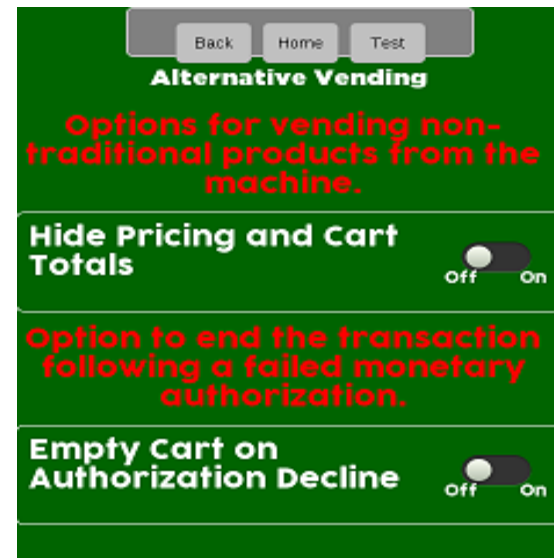 Back Home Test
Alternative Vending
Options for vending non-
traditional products from the
machine.
Hide Pricing and Cart
Totals
Off On
Option to end the transaction
following a failed monetary
authorization.
Empty Cart on
Authorization Decline
Off On